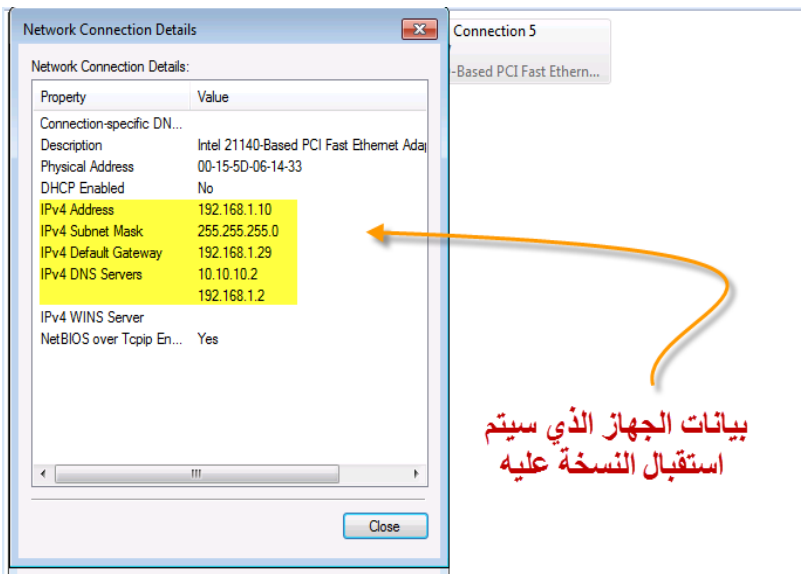 Network Connection Details
Connection 5
-Based PCI Fast Ethern...
Network Connection Details:
Property Value
Connection-specific DN...
Description Intel 21140-Based PCI Fast Ethernet Adap
Physical Address 00-15-5D-06-14-33
DHCP Enabled No
IPv4 Address 192.168.1.10
IPv4 Subnet Mask 255.255.255.0
IPv4 Default Gateway 192.168.1.29
IPv4 DNS Servers 10.10.10.2
192.168.1.2
IPv4 WINS Server
NetBIOS over Tcpip En... Yes
بيانات الجهاز الذي سيتم
استقبال النسخة عليه
Close